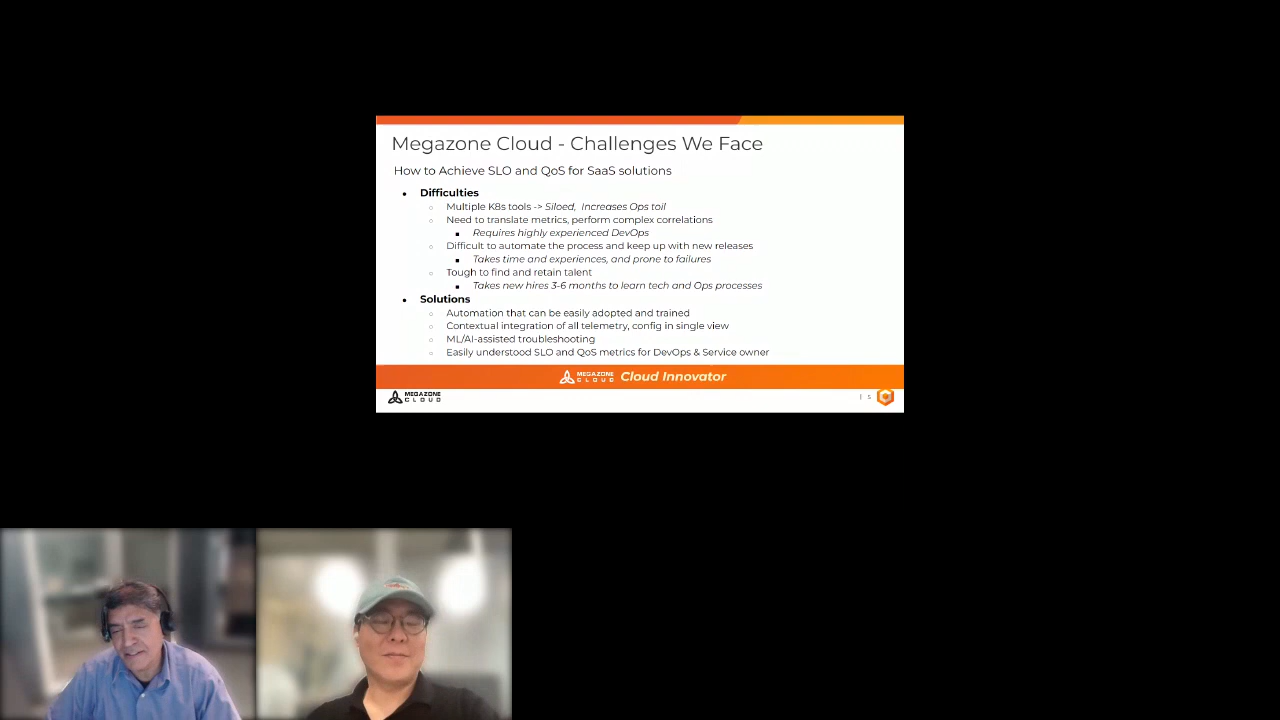 Megazone Cloud - Challenges We Face
How to Achieve SLO and QoS for SaaS solutions
• Difficulties
○ Multiple K8s tools -> Siloed, Increases Ops toil
○ Need to translate metrics, perform complex correlations
▪ Requires highly experienced DevOps
○ Difficult to automate the process and keep up with new releases
▪ Takes time and experiences, and prone to failures
○ Tough to find and retain talent
▪ Takes new hires 3-6 months to learn tech and Ops processes
• Solutions
○ Automation that can be easily adopted and trained
○ Contextual integration of all telemetry, config in single view
○ ML/AI-assisted troubleshooting
○ Easily understood SLO and QoS metrics for DevOps & Service owner
MEGAZONE CLOUD Cloud Innovator
MEGAZONE
CLOUD
| 5